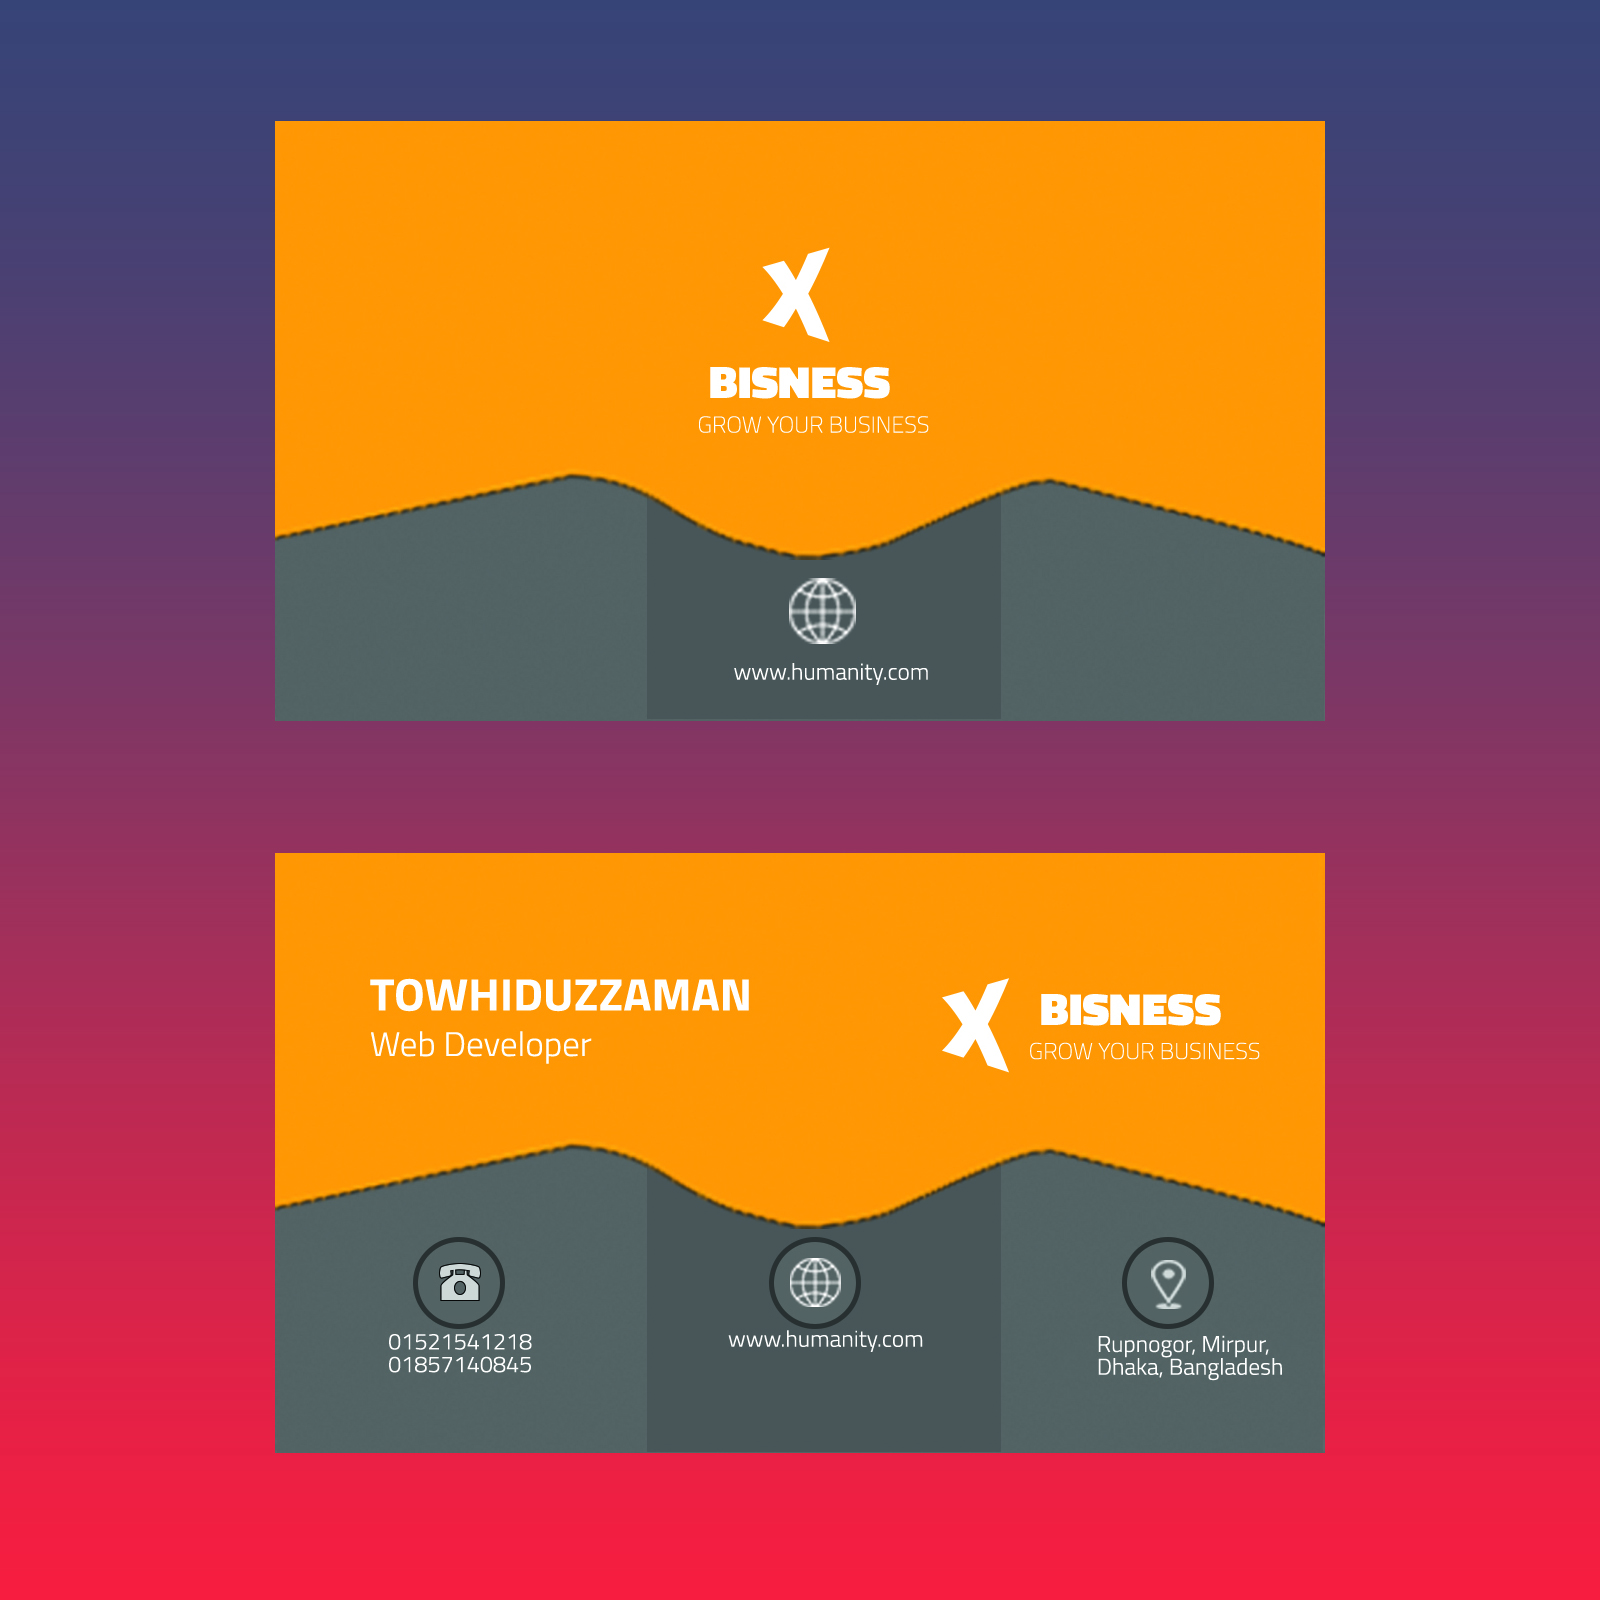 X
BISNESS
GROW YOUR BUSINESS
www.humanity.com
TOWHIDUZZAMAN
Web Developer
X
BISNESS
GROW YOUR BUSINESS
01521541218
01857140845
www.humanity.com
Rupnogor, Mirpur,
Dhaka, Bangladesh